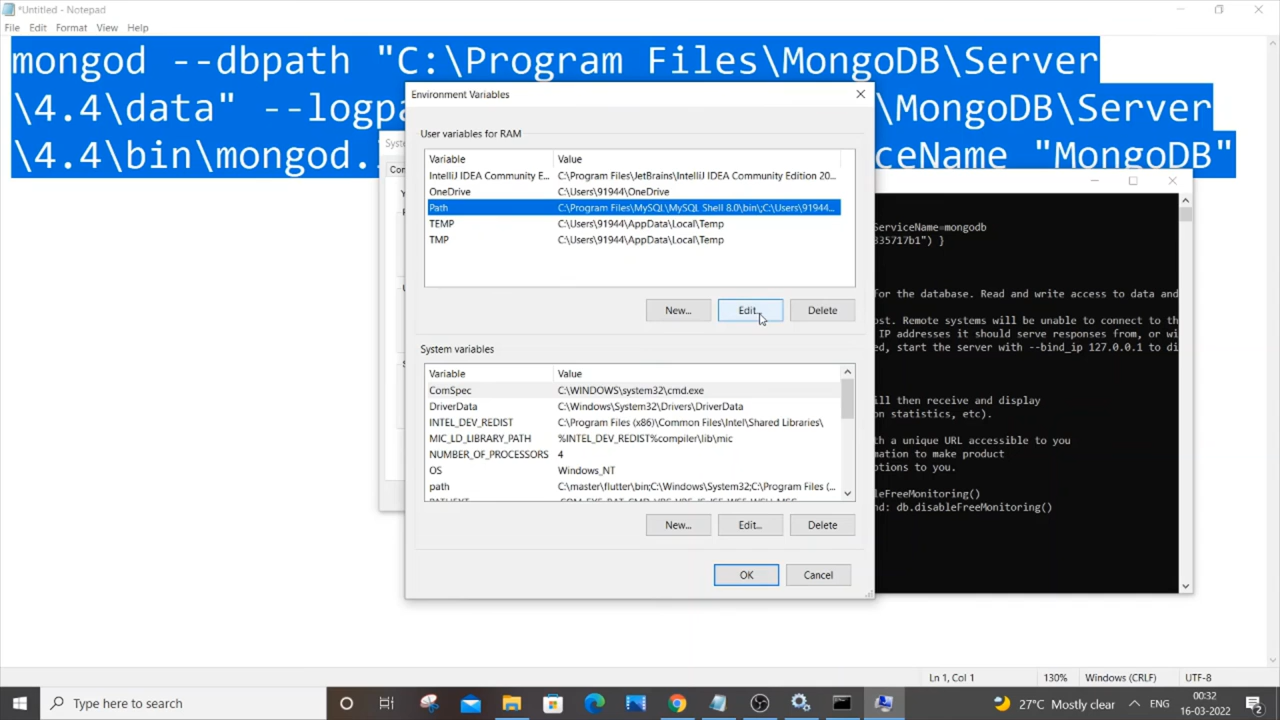 *Untitled - Notepad
File Edit Format View Help
mongod --dbpath "C:\Program Files\MongoDB\Server
\4.4\data" \MongoDB\Server
\4.4\bin\mongod. "MongoDB"
Environment Variables
User variables for RAM
Variable Value
IntelliJ IDEA Community E... C:\Program Files\JetBrains\IntelliJ IDEA Community Edition 20...
OneDrive C:\Users\91944\OneDrive
Path C:\Program Files\MySQL\MySQL Shell 8.0\bin\;C:\Users\91944...
TEMP C:\Users\91944\AppData\Local\Temp
TMP C:\Users\91944\AppData\Local\Temp
New... Edit... Delete
System variables
Variable Value
ComSpec C:\WINDOWS\system32\cmd.exe
DriverData C:\Windows\System32\Drivers\DriverData
INTEL_DEV_REDIST C:\Program Files (x86)\Common Files\Intel\Shared Libraries\
MIC_LD_LIBRARY_PATH %INTEL_DEV_REDIST%compiler\lib\mic
NUMBER_OF_PROCESSORS 4
OS Windows_NT
path C:\master\flutter\bin;C:\Windows\System32;C:\Program Files (...
New... Edit... Delete
OK Cancel
ServiceName=mongodb
335717b1") }
for the database. Read and write access to data and
ost. Remote systems will be unable to connect to th
IP addresses it should serve responses from, or wi
ed, start the server with --bind_ip 127.0.0.1 to di
ill then receive and display
on statistics, etc).
th a unique URL accessible to you
mation to make product
ptions to you.
leFreeMonitoring()
nd: db.disableFreeMonitoring()
Ln 1, Col 1 130% Windows (CRLF) UTF-8
Type here to search
27°C Mostly clear
ENG
00:32
16-03-2022
2